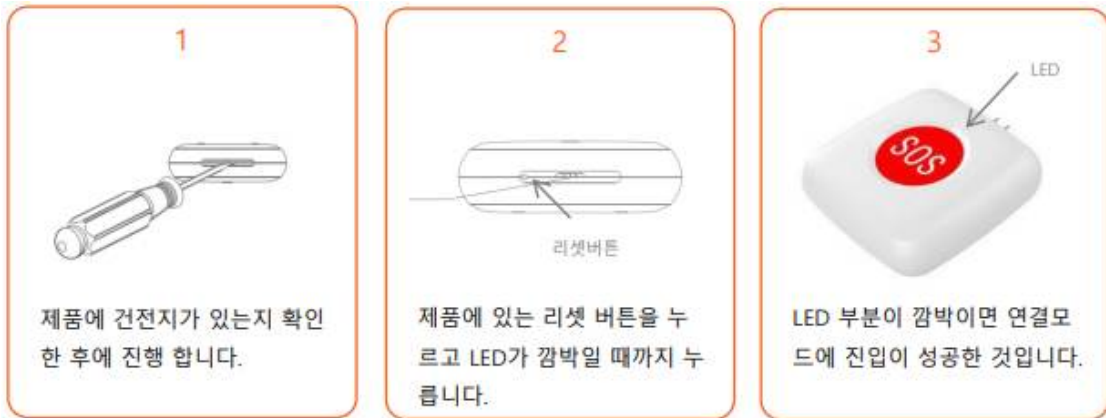 1
제품에 건전지가 있는지 확인
한 후에 진행 합니다.
2
리셋버튼
제품에 있는 리셋 버튼을 누
르고 LED가 깜박일 때까지 누
릅니다.
3
LED
SOS
LED 부분이 깜박이면 연결모
드에 진입이 성공한 것입니다.